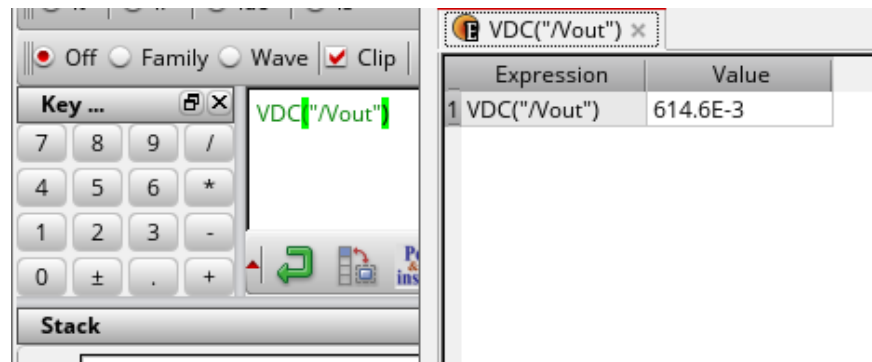 Off Family Wave Clip
Key ...
VDC("/Vout")
7 8 9 /
4 5 6 *
1 2 3 -
0 ± . +
Stack
VDC("/Vout")
Expression Value
1 VDC("/Vout") 614.6E-3